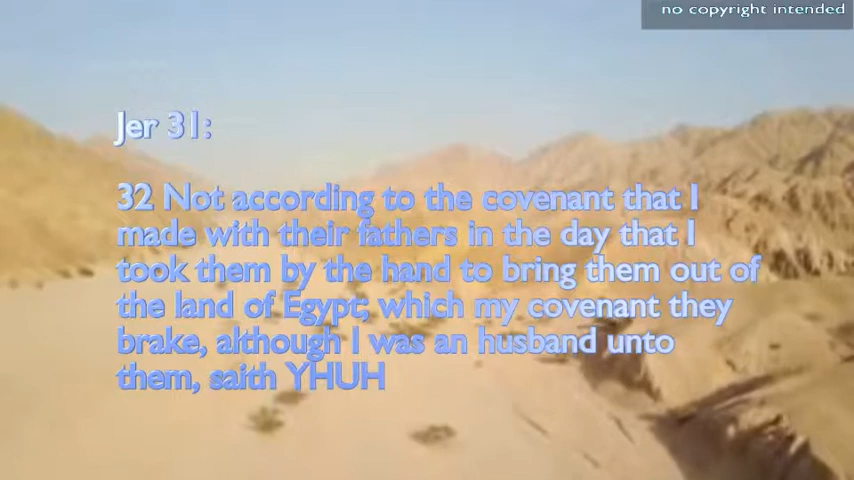 no copyright intended
Jer 31:
32 Not according to the covenant that I
made with their fathers in the day that I
took them by the hand to bring them out of
the land of Egypt; which my covenant they
brake, although I was an husband unto
them, saith YHUH